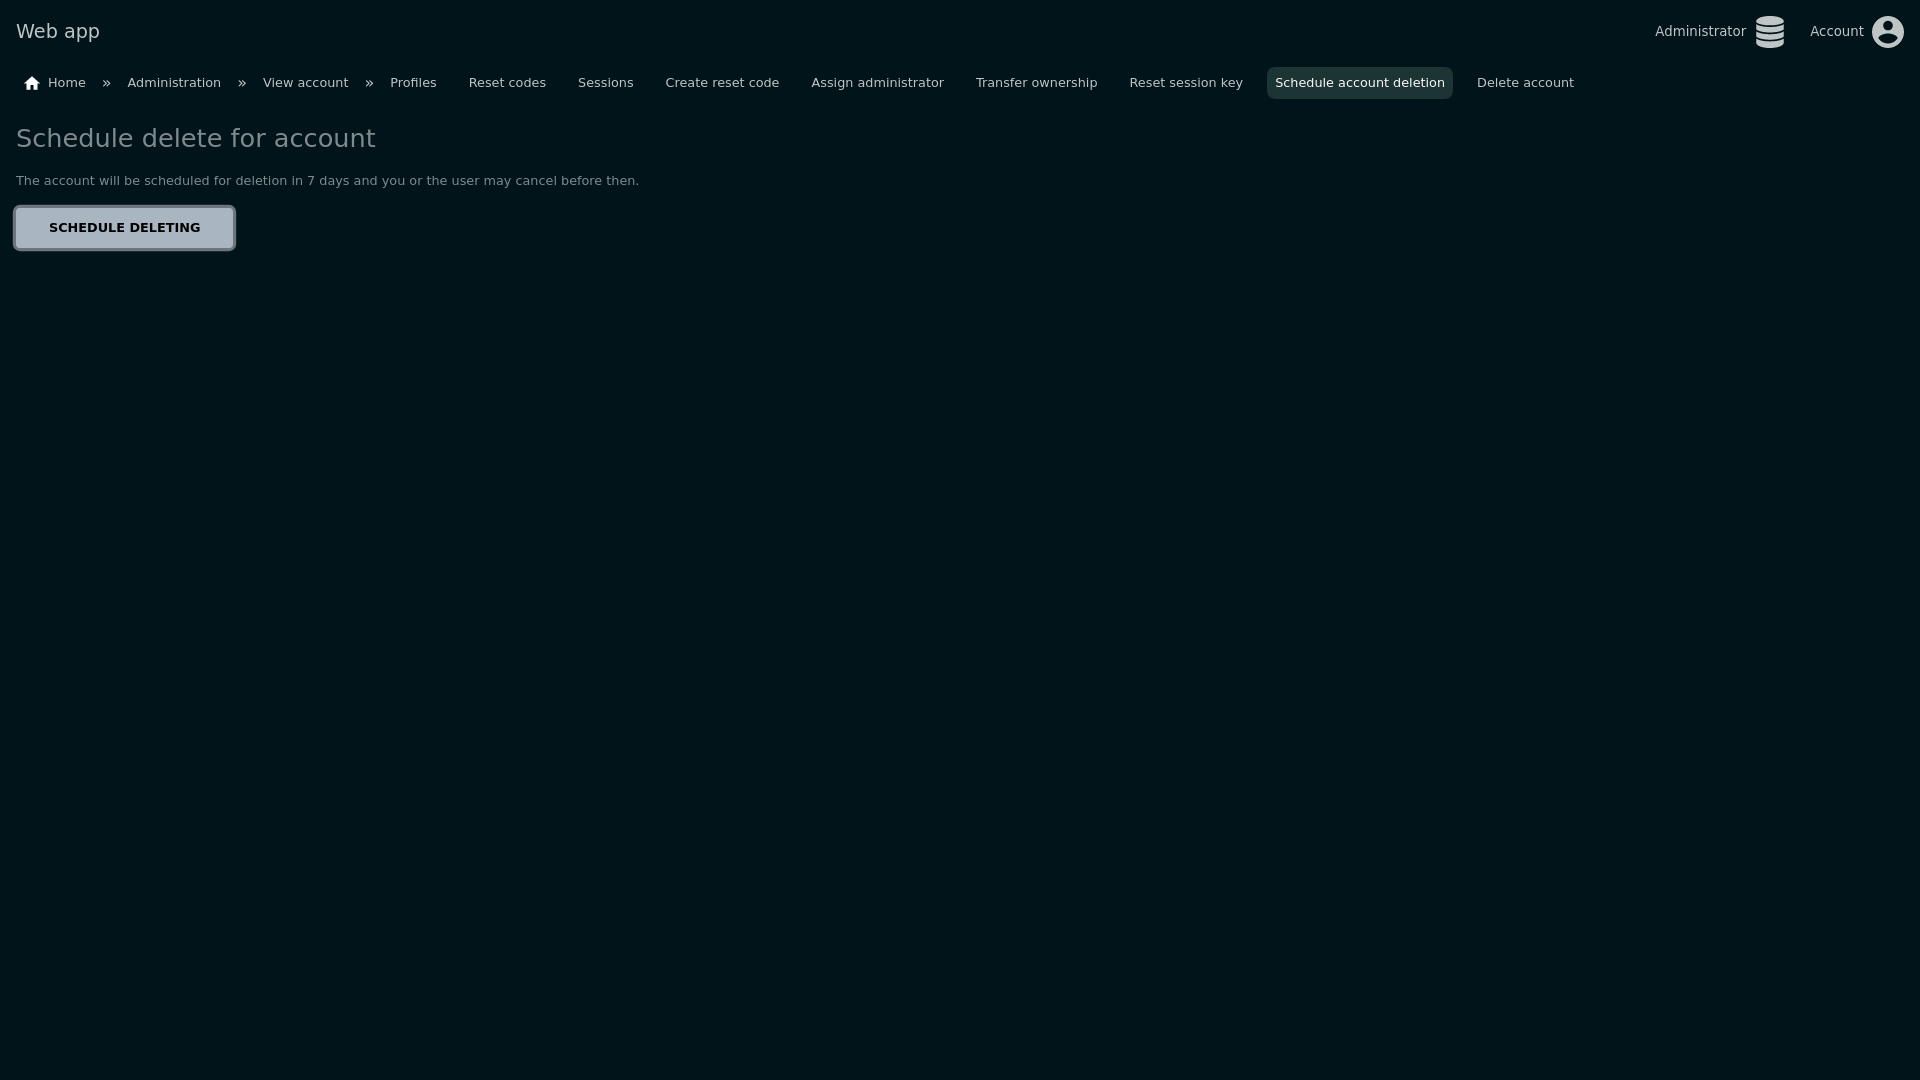 Web app
Administrator
Account
Home » Administration » View account » Profiles Reset codes Sessions Create reset code Assign administrator Transfer ownership Reset session key Schedule account deletion Delete account
Schedule delete for account
The account will be scheduled for deletion in 7 days and you or the user may cancel before then.
SCHEDULE DELETING